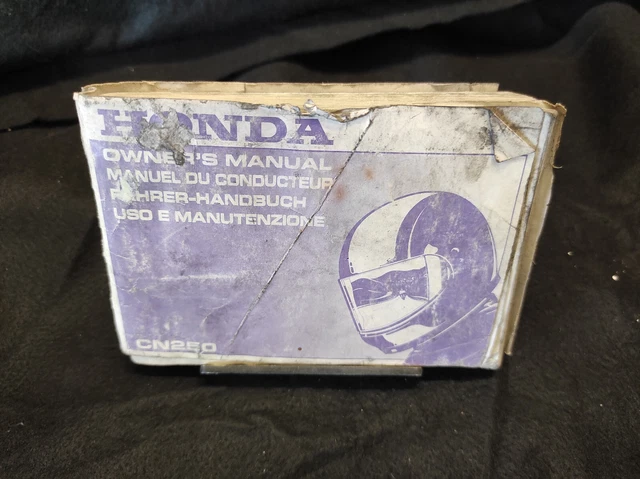 HONDA
OWNER'S MANUAL
MANUEL DU CONDUCTEUR
FAHRER-HANDBUCH
USO E MANUTENZIONE
CN250